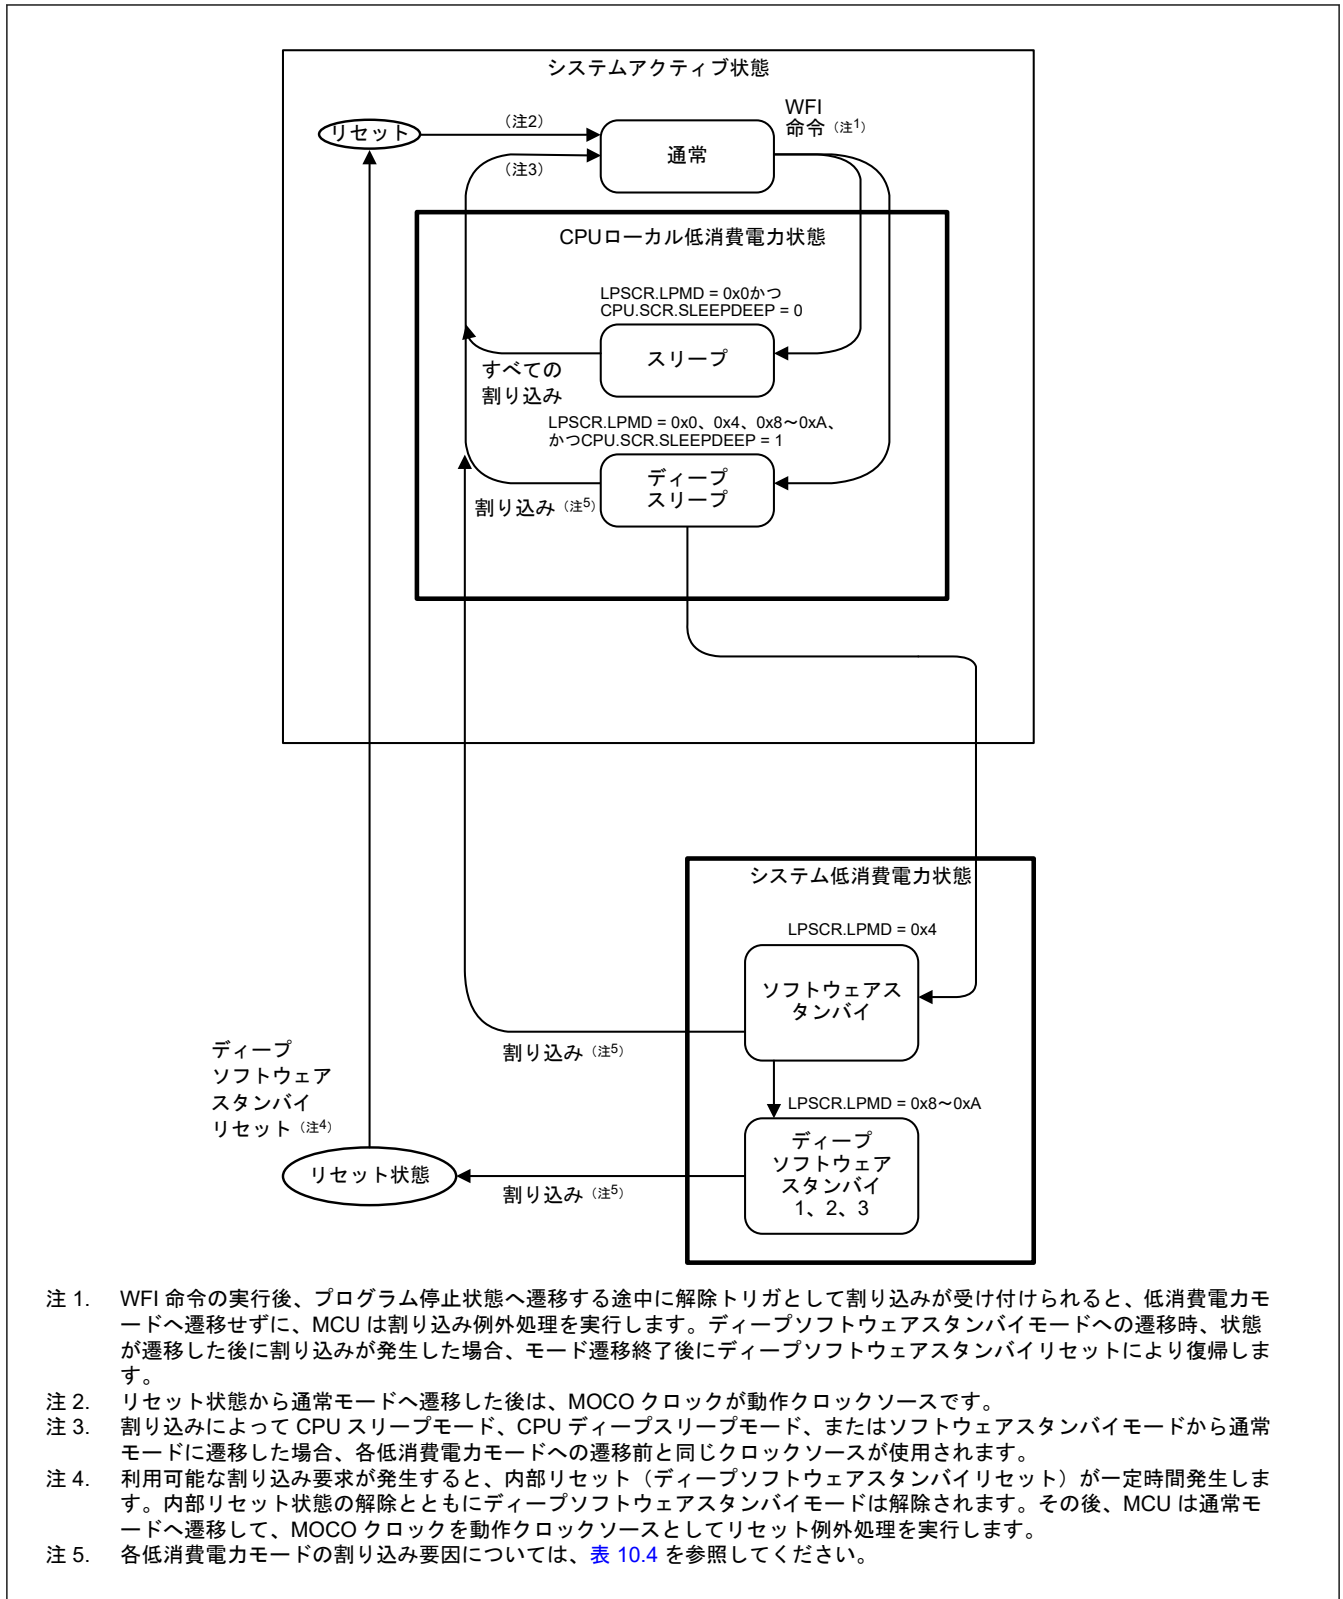 システムアクティブ状態
リセット
（注2）
（注3）
通常
WFI
命令（注1）
CPUローカル低消費電力状態
LPSCR.LPMD = 0x0かつ
CPU.SCR.SLEEPDEEP = 0
スリープ
すべての
割り込み
LPSCR.LPMD = 0x0、0x4、0x8～0xA、
かつCPU.SCR.SLEEPDEEP = 1
ディープ
スリープ
割り込み（注5）
システム低消費電力状態
LPSCR.LPMD = 0x4
ソフトウェアス
タンバイ
割り込み（注5）
ディープ
ソフトウェア
スタンバイ
リセット（注4）
LPSCR.LPMD = 0x8～0xA
ディープ
ソフトウェア
スタンバイ
1、2、3
割り込み（注5）
リセット状態
注 1. WFI 命令の実行後、プログラム停止状態へ遷移する途中に解除トリガとして割り込みが受け付けられると、低消費電力モ
ードへ遷移せずに、MCU は割り込み例外処理を実行します。ディープソフトウェアスタンバイモードへの遷移時、状態
が遷移した後に割り込みが発生した場合、モード遷移終了後にディープソフトウェアスタンバイリセットにより復帰しま
す。
注 2. リセット状態から通常モードへ遷移した後は、MOCO クロックが動作クロックソースです。
注 3. 割り込みによって CPU スリープモード、CPU ディープスリープモード、またはソフトウェアスタンバイモードから通常
モードに遷移した場合、各低消費電力モードへの遷移前と同じクロックソースが使用されます。
注 4. 利用可能な割り込み要求が発生すると、内部リセット（ディープソフトウェアスタンバイリセット）が一定時間発生しま
す。内部リセット状態の解除とともにディープソフトウェアスタンバイモードは解除されます。その後、MCU は通常モ
ードへ遷移して、MOCO クロックを動作クロックソースとしてリセット例外処理を実行します。
注 5. 各低消費電力モードの割り込み要因については、表 10.4 を参照してください。